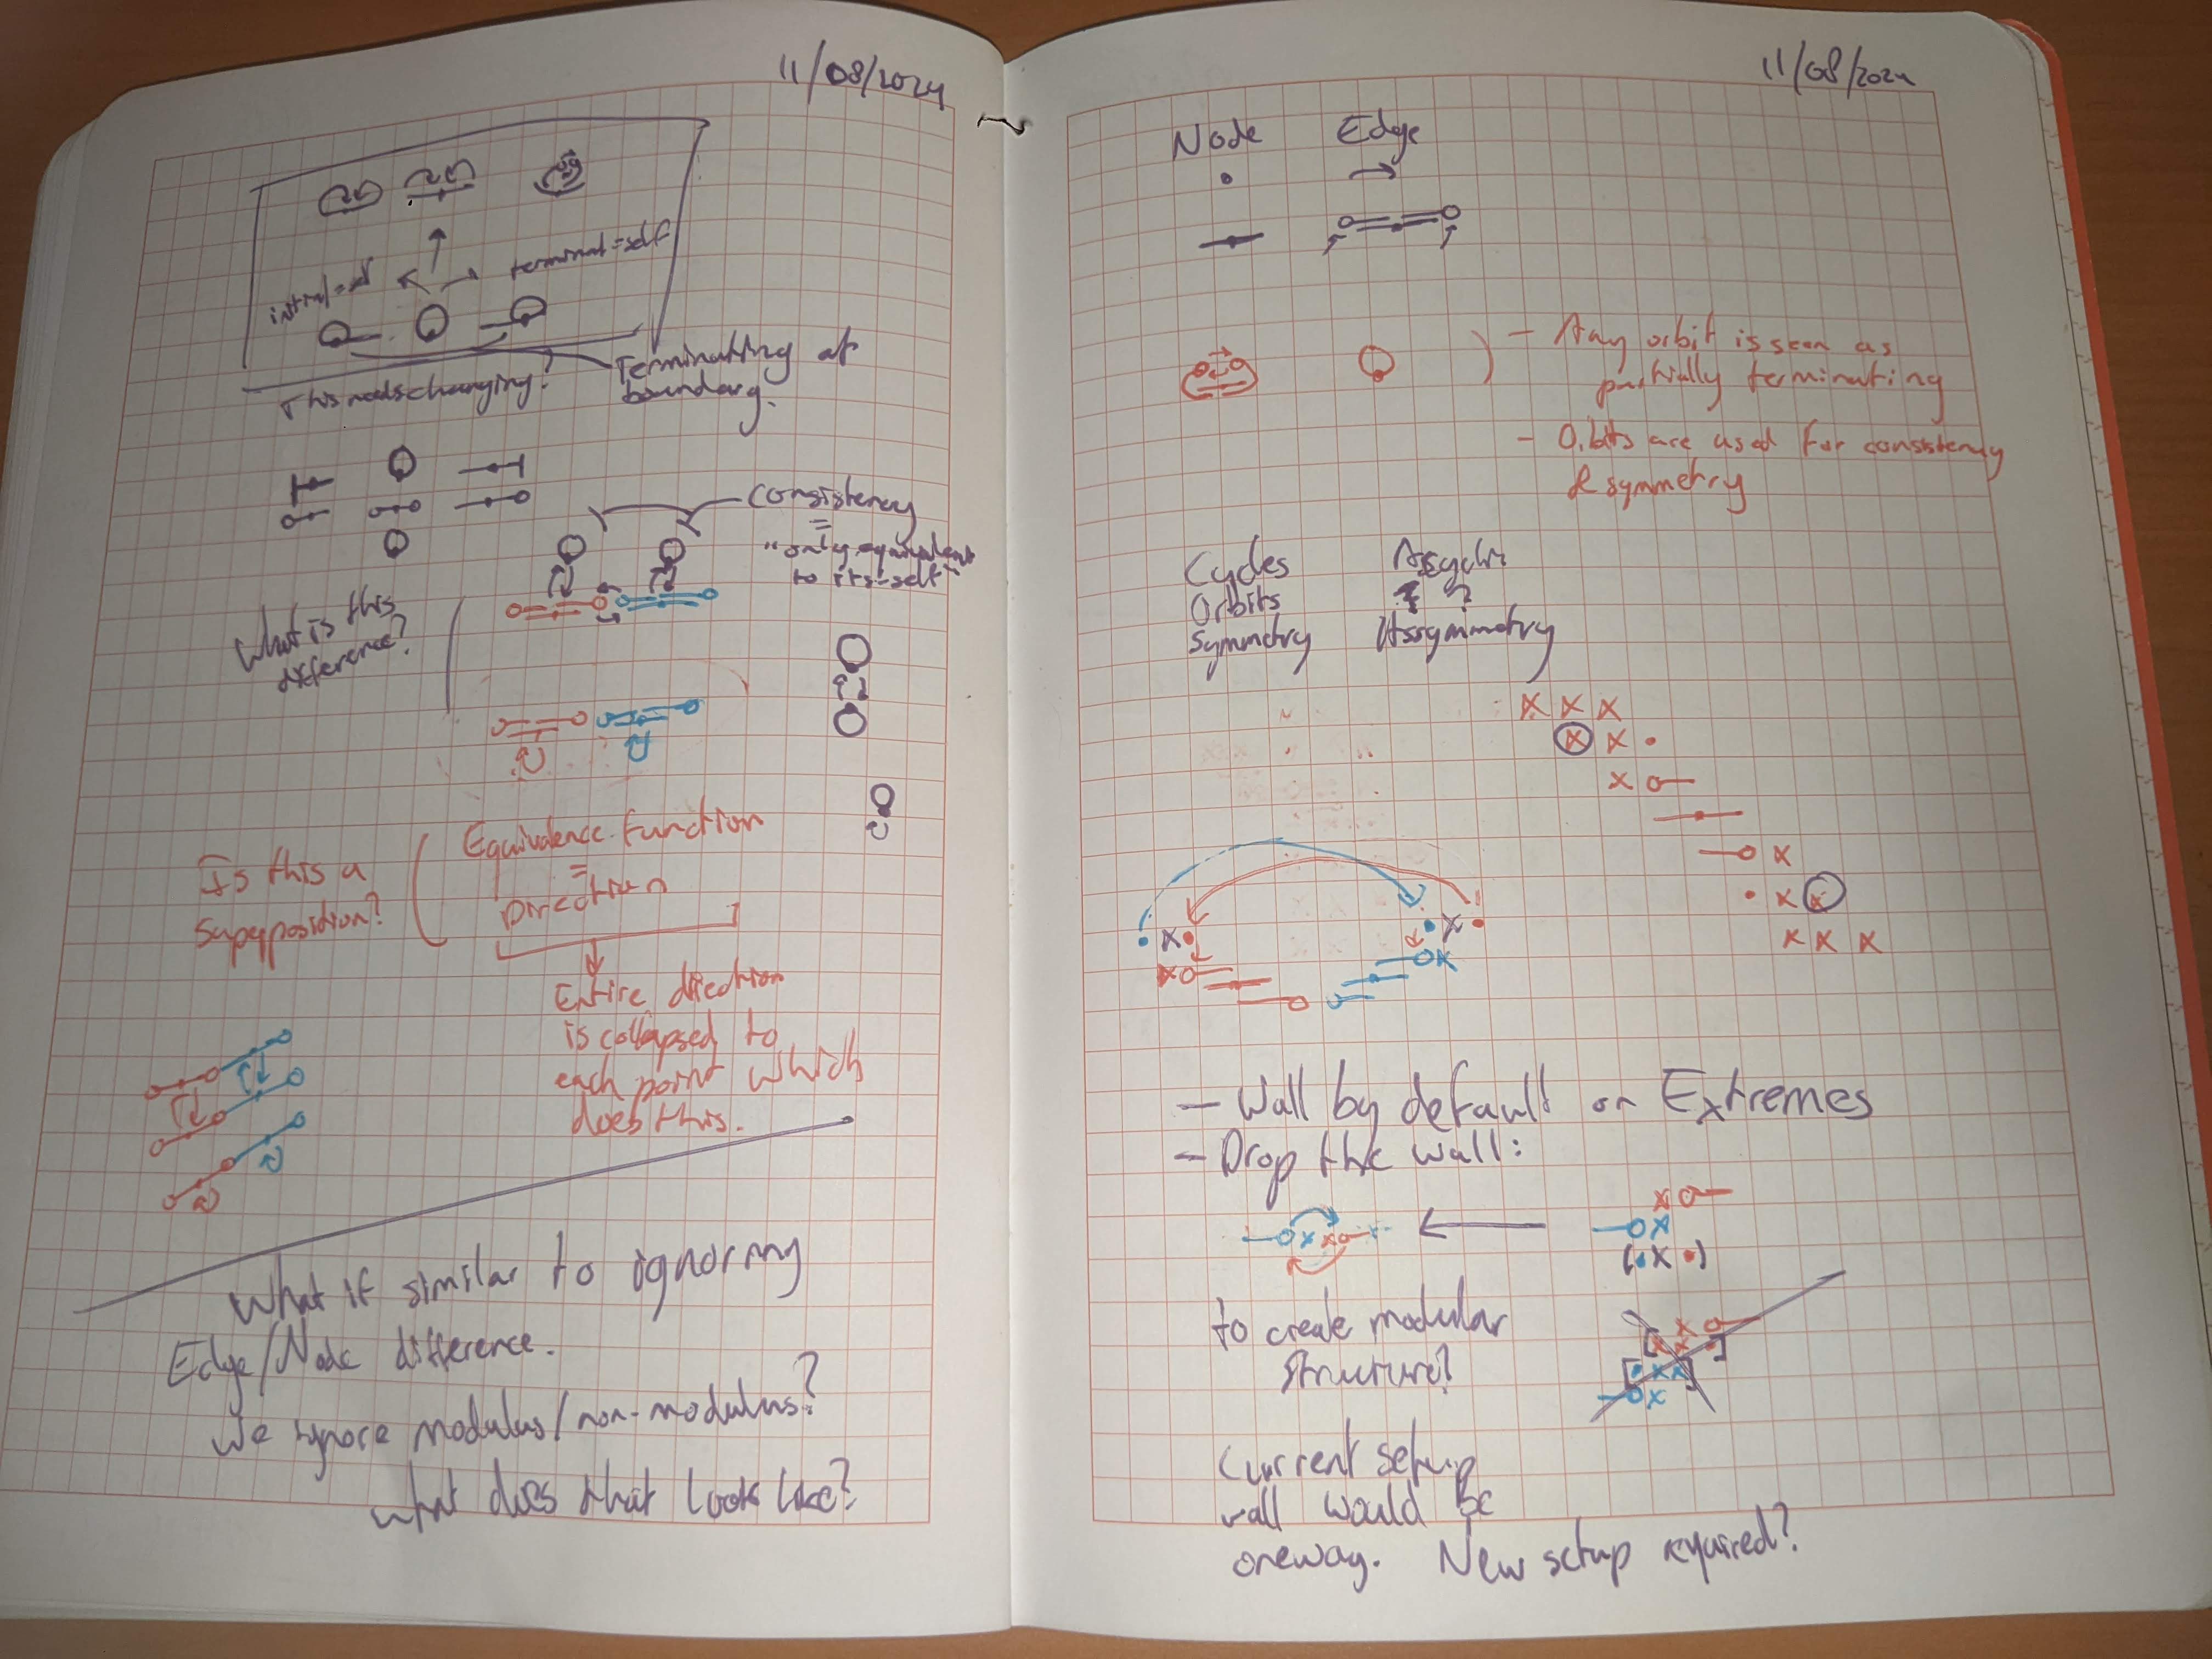 11/08/2024
initial=self
terminal=self
This needs changing?
Terminating at
boundary.
Consistency
=
"only equivalent
to its-self"
What is this
difference?
Is this a
Equivalence function
=
Direction
Entire direction
is collapsed to
each point which
does this.
What if similar to ignoring
Edge/Node difference.
We ignore modulus/non-modulus?
What does that look like?
11/08/2024
Node Edge
- Any orbit is seen as
partially terminating
- Orbits are used for consistency
& symmetry
Cycles
Orbits ?
Symmetry Assymmetry
x x x
x x
x
x
x x
x x x
x x
x x
- Wall by default on Extremes
- Drop the wall:
x
x
x x
(•x•)
to create modular
structure?
Current setup
wall would be
oneway. New setup required?